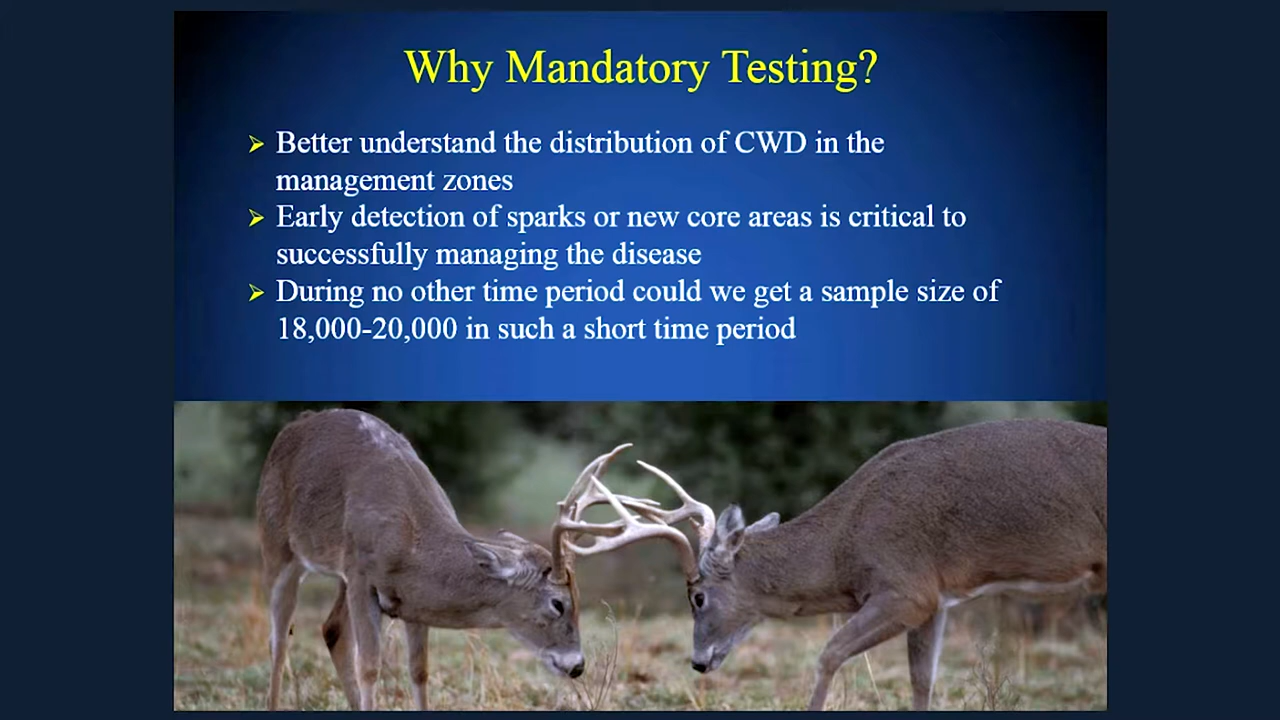 Why Mandatory Testing?
Better understand the distribution of CWD in the
management zones
Early detection of sparks or new core areas is critical to
successfully managing the disease
During no other time period could we get a sample size of
18,000-20,000 in such a short time period